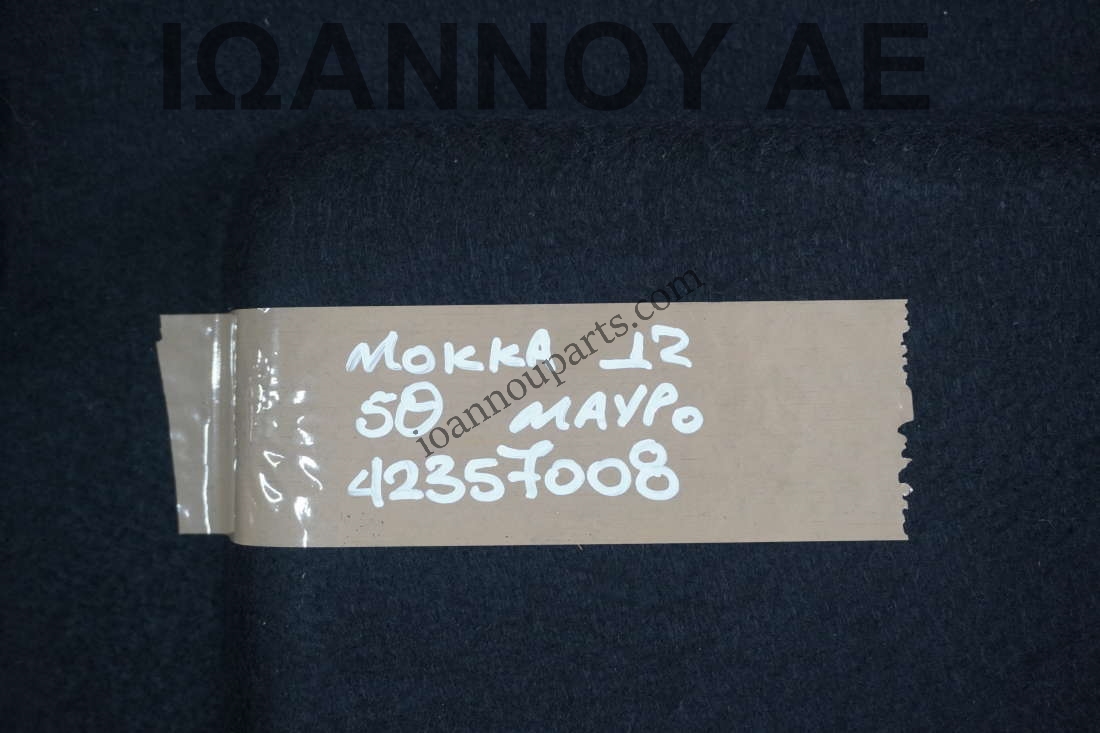 ΙΩΑΝΝΟΥ ΑΕ
ΜΟΚΚΑ 12
5Θ ΜΑΥΡΟ
42357008
ioannouparts.com